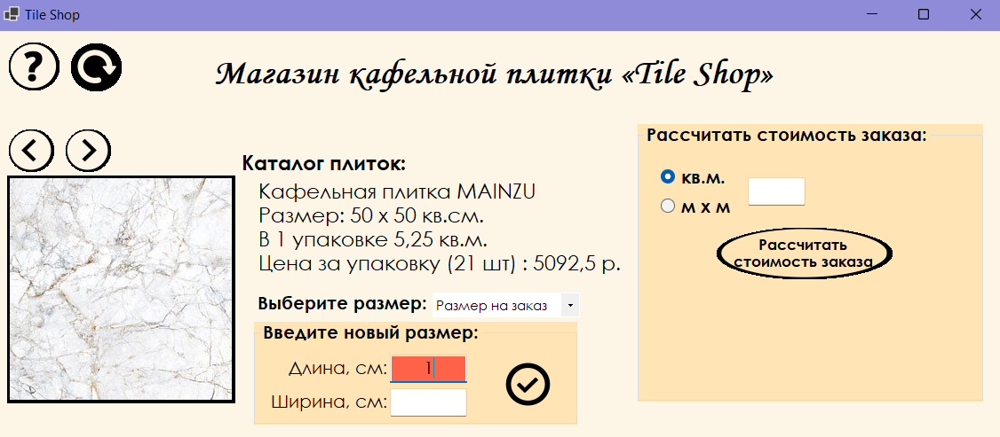 Tile Shop
?
Магазин кафельной плитки «Tile Shop»
Каталог плиток:
Кафельная плитка MAINZU
Размер: 50 x 50 кв.см.
В 1 упаковке 5,25 кв.м.
Цена за упаковку (21 шт) : 5092,5 р.
Выберите размер: Размер на заказ
Введите новый размер:
Длина, см: 1
Ширина, см:
Рассчитать стоимость заказа:
кв.м.
м x м
Рассчитать
стоимость заказа